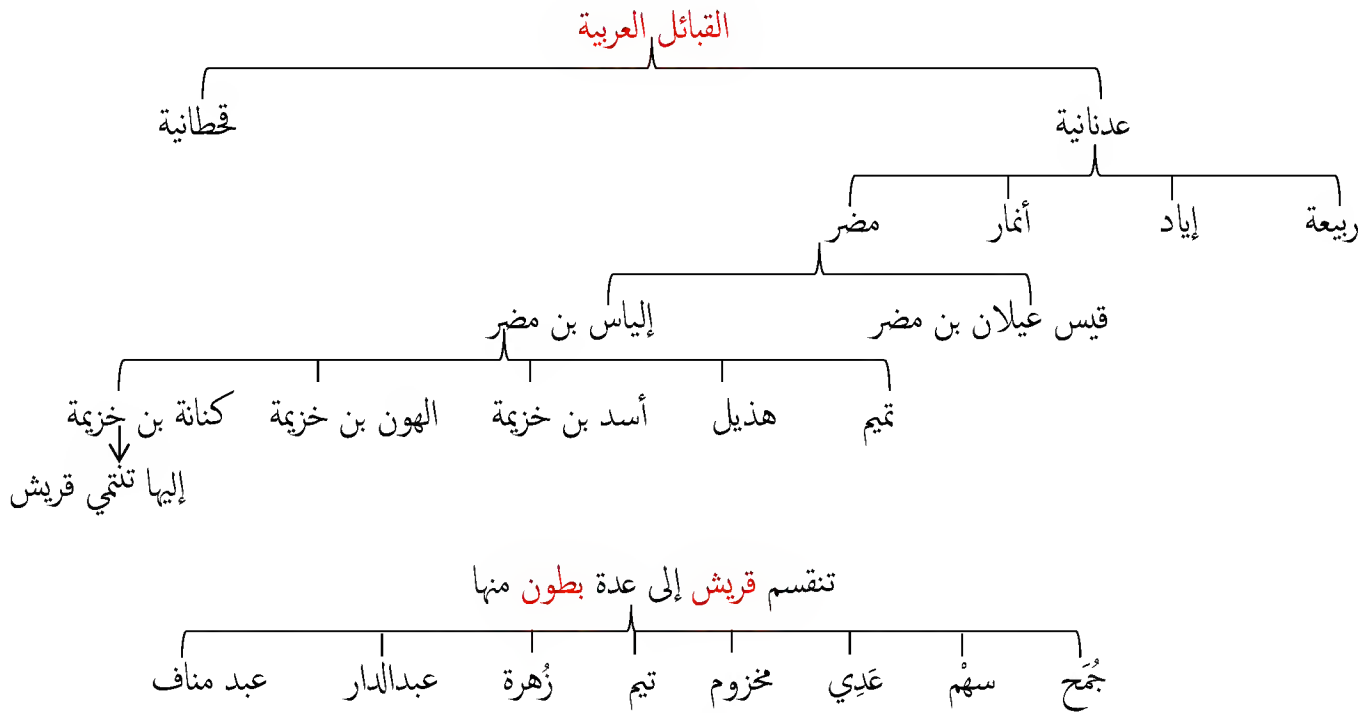 القبائل العربية
عدنانية قحطانية
ربيعة إياد أنمار مضر
قيس عيلان بن مضر إلياس بن مضر
تميم هذيل أسد بن خزيمة الهون بن خزيمة كنانة بن خزيمة
إليها تنتمي قريش
تنقسم قريش إلى عدة بطون منها
جُمَح سهْم عَدِي مخزوم تيم زُهرة عبدالدار عبد مناف